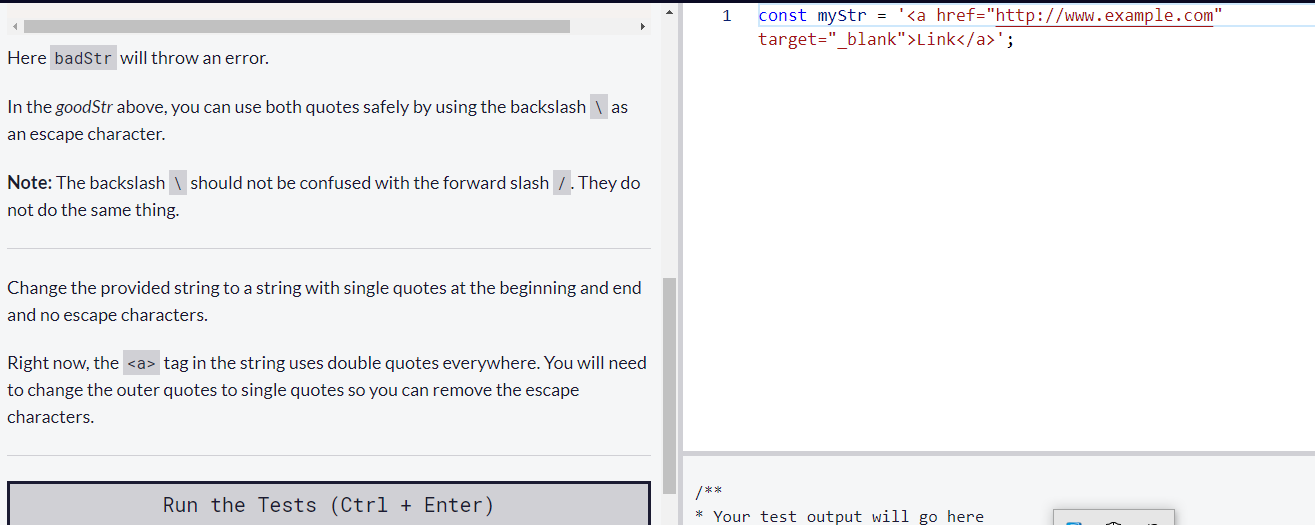 Here badStr will throw an error.
In the goodStr above, you can use both quotes safely by using the backslash \ as
an escape character.
Note: The backslash \ should not be confused with the forward slash /. They do
not do the same thing.
Change the provided string to a string with single quotes at the beginning and end
and no escape characters.
Right now, the <a> tag in the string uses double quotes everywhere. You will need
to change the outer quotes to single quotes so you can remove the escape
characters.
Run the Tests (Ctrl + Enter)
1 const myStr = '<a href="http://www.example.com"
target="_blank">Link</a>';
/**
* Your test output will go here